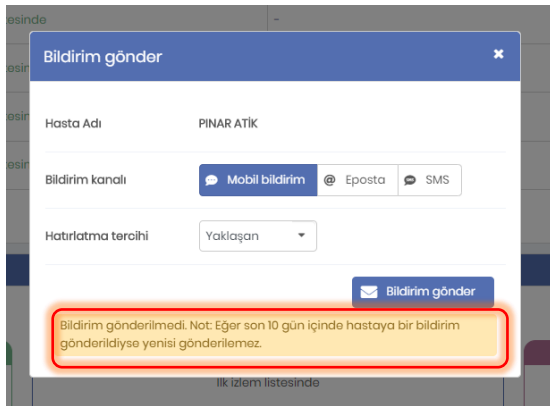 esinde
-
Bildirim gönder
×
Hasta Adı
PINAR ATİK
Bildirim kanalı
Mobil bildirim
@ Eposta
SMS
Hatırlatma tercihi
Yaklaşan
Bildirim gönder
Bildirim gönderilmedi. Not: Eğer son 10 gün içinde hastaya bir bildirim
gönderildiyse yenisi gönderilemez.
İlk izlem listesinde